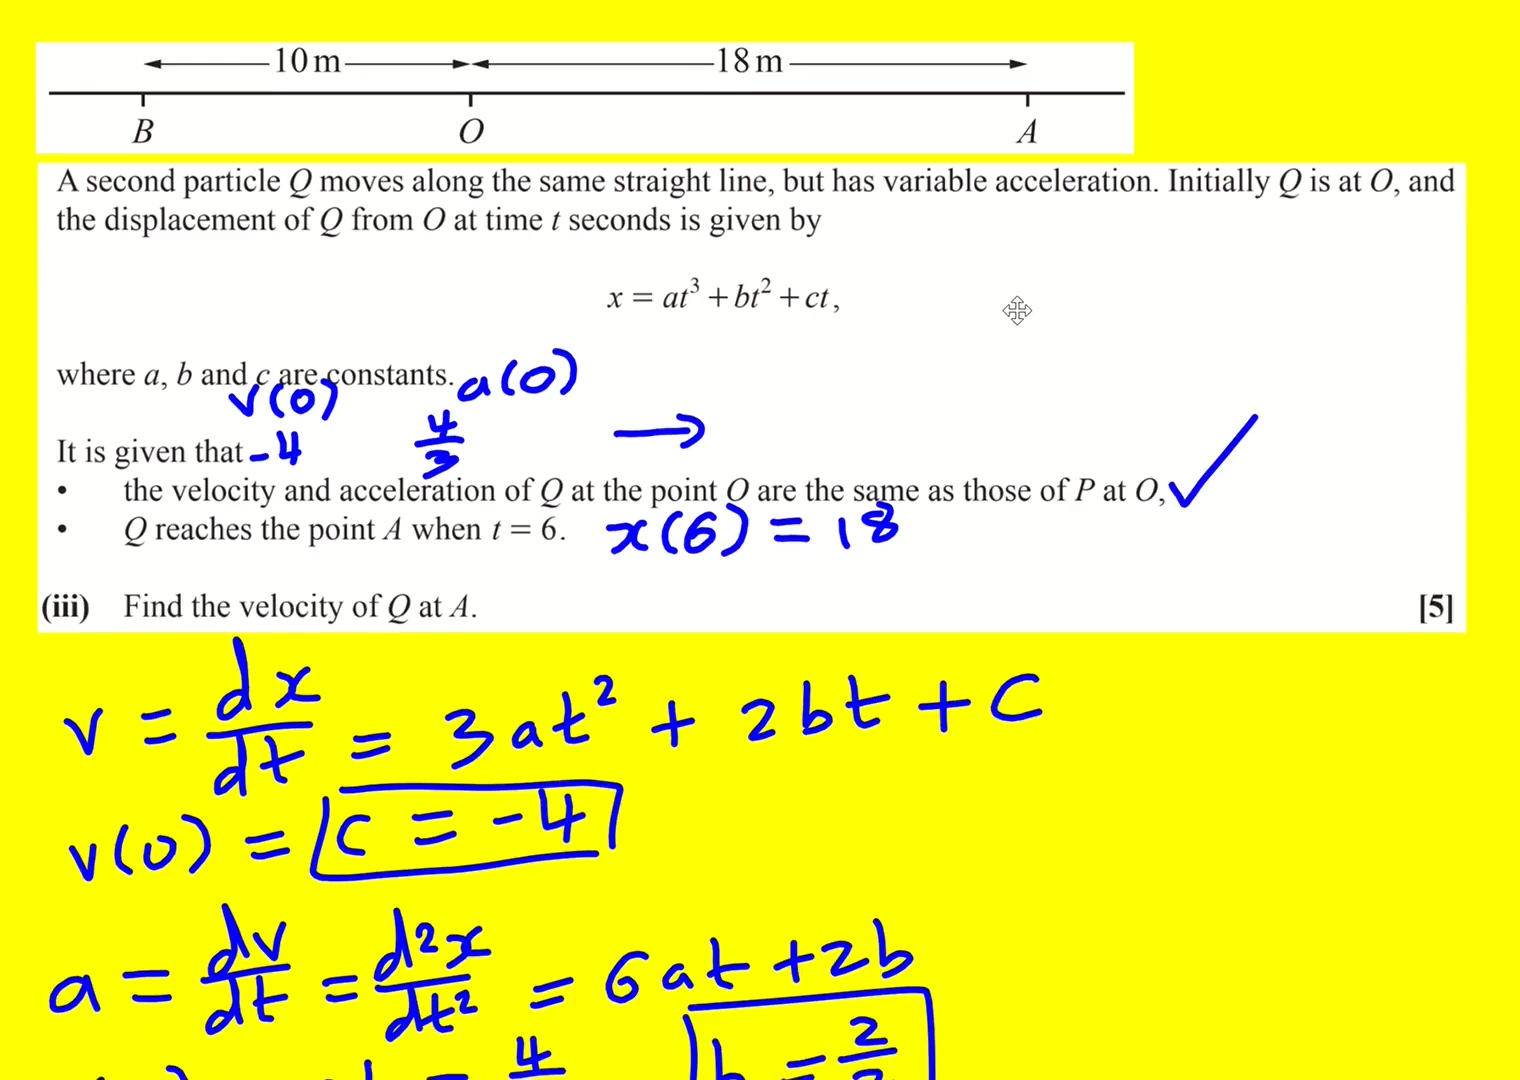 10 m 18 m
B O A
A second particle Q moves along the same straight line, but has variable acceleration. Initially Q is at O, and
the displacement of Q from O at time t seconds is given by
x = at³ + bt² + ct,
where a, b and c are constants. a(0)
v(0)
4/3 →
It is given that -4
• the velocity and acceleration of Q at the point O are the same as those of P at O, ✓
• Q reaches the point A when t = 6. x(6) = 18
(iii) Find the velocity of Q at A. [5]
v = dx/dt = 3at² + 2bt + c
v(0) = c = -4
a = dv/dt = d²x/dt² = 6at + 2b
= 4 b = 2